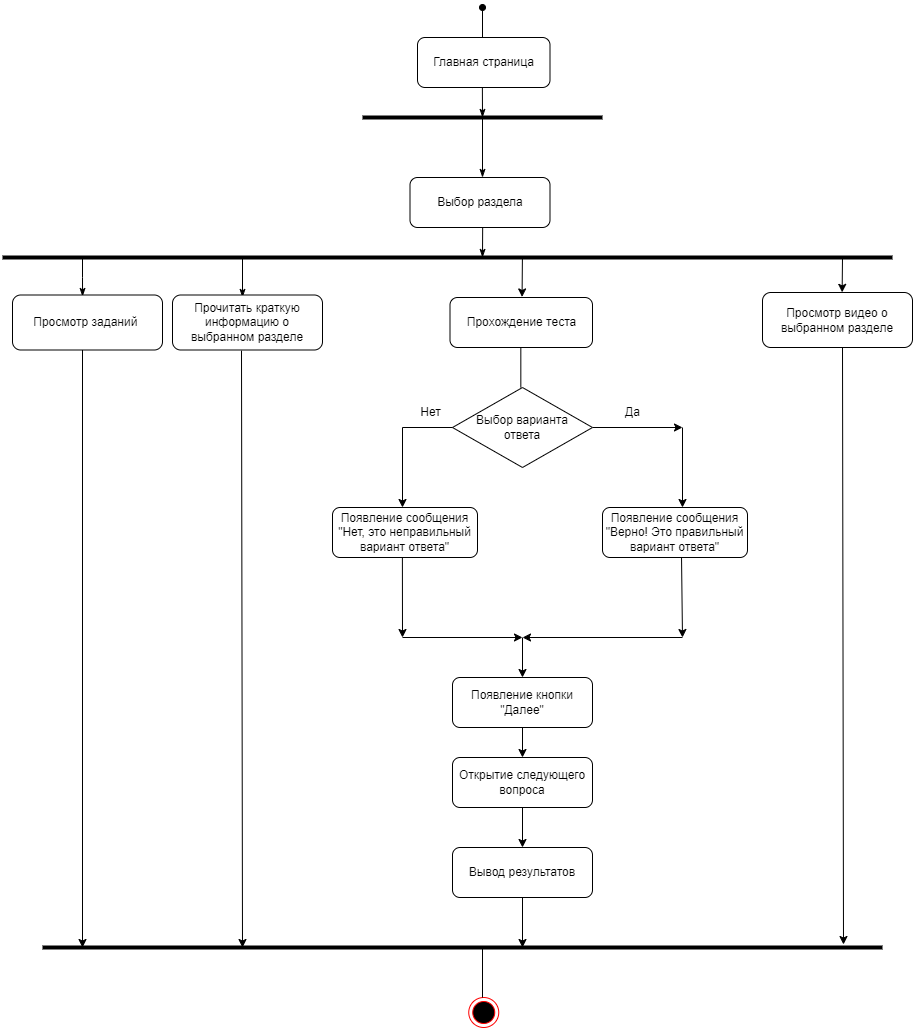 Главная страница
Выбор раздела
Просмотр заданий
Прочитать краткую
информацию о
выбранном разделе
Прохождение теста
Просмотр видео о
выбранном разделе
Нет
Выбор варианта
ответа
Да
Появление сообщения
"Нет, это неправильный
вариант ответа"
Появление сообщения
"Верно! Это правильный
вариант ответа"
Появление кнопки
"Далее"
Открытие следующего
вопроса
Вывод результатов